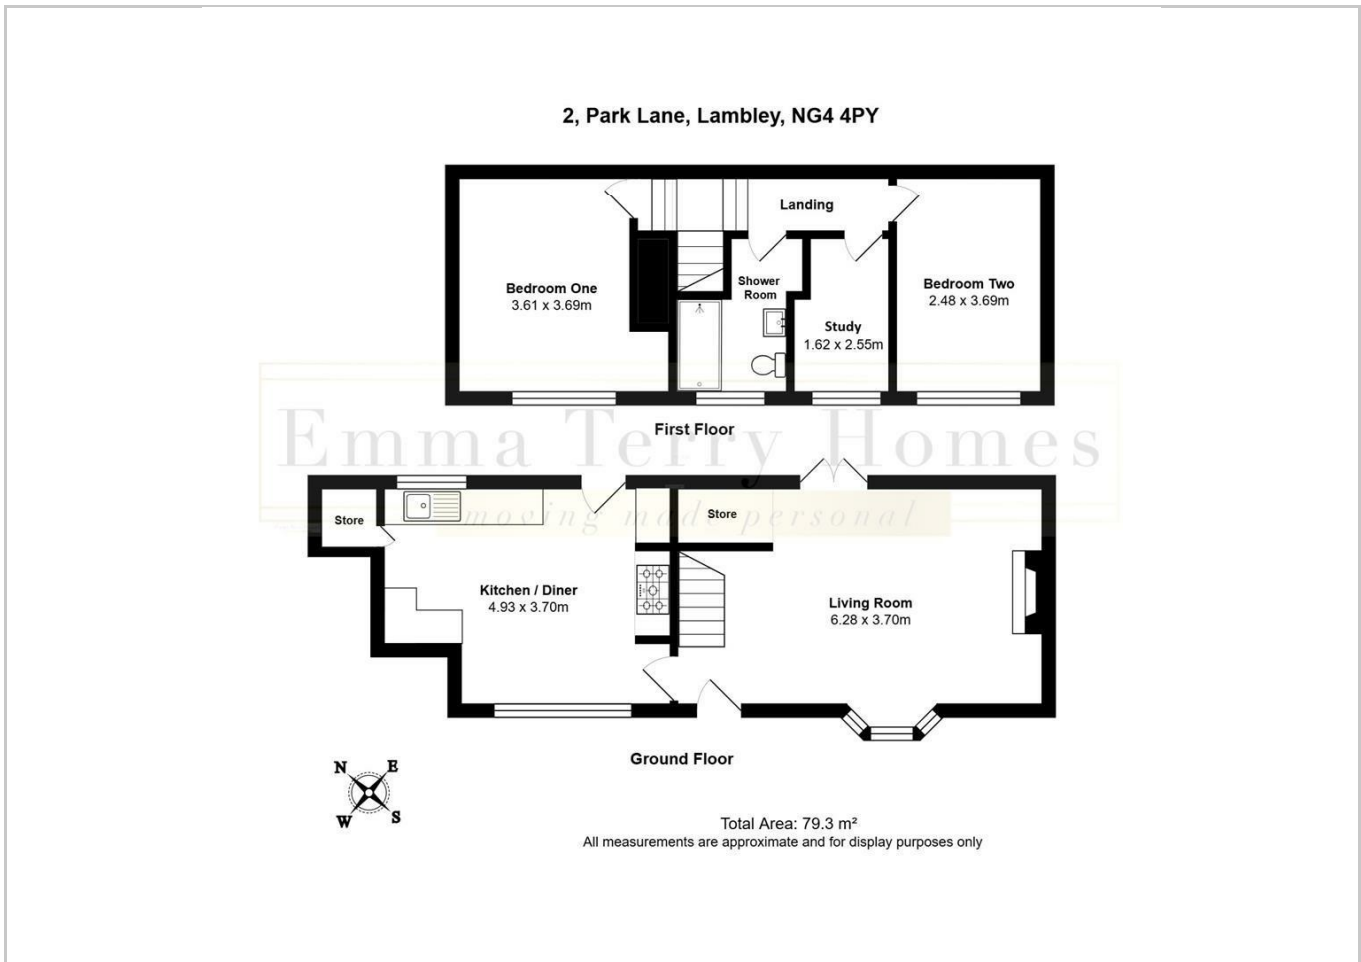 2, Park Lane, Lambley, NG4 4PY
Landing
Bedroom One
3.61 x 3.69m
Shower
Room
Study
1.62 x 2.55m
Bedroom Two
2.48 x 3.69m
First Floor
Emma Terry Homes
moving made personal
Store
Store
Kitchen / Diner
4.93 x 3.70m
Living Room
6.28 x 3.70m
Ground Floor
N E
W S
Total Area: 79.3 m²
All measurements are approximate and for display purposes only